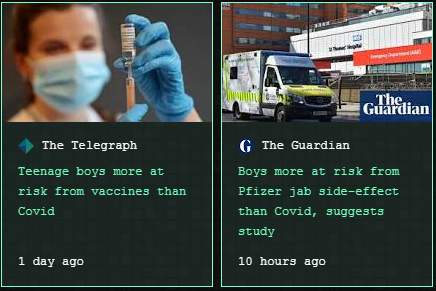 The Telegraph
Teenage boys more at
risk from vaccines than
Covid
1 day ago
NHS
St Thomas' Hospital
Emergency Department (A&E)
The
Guardian
The Guardian
Boys more at risk from
Pfizer jab side-effect
than Covid, suggests
study
10 hours ago